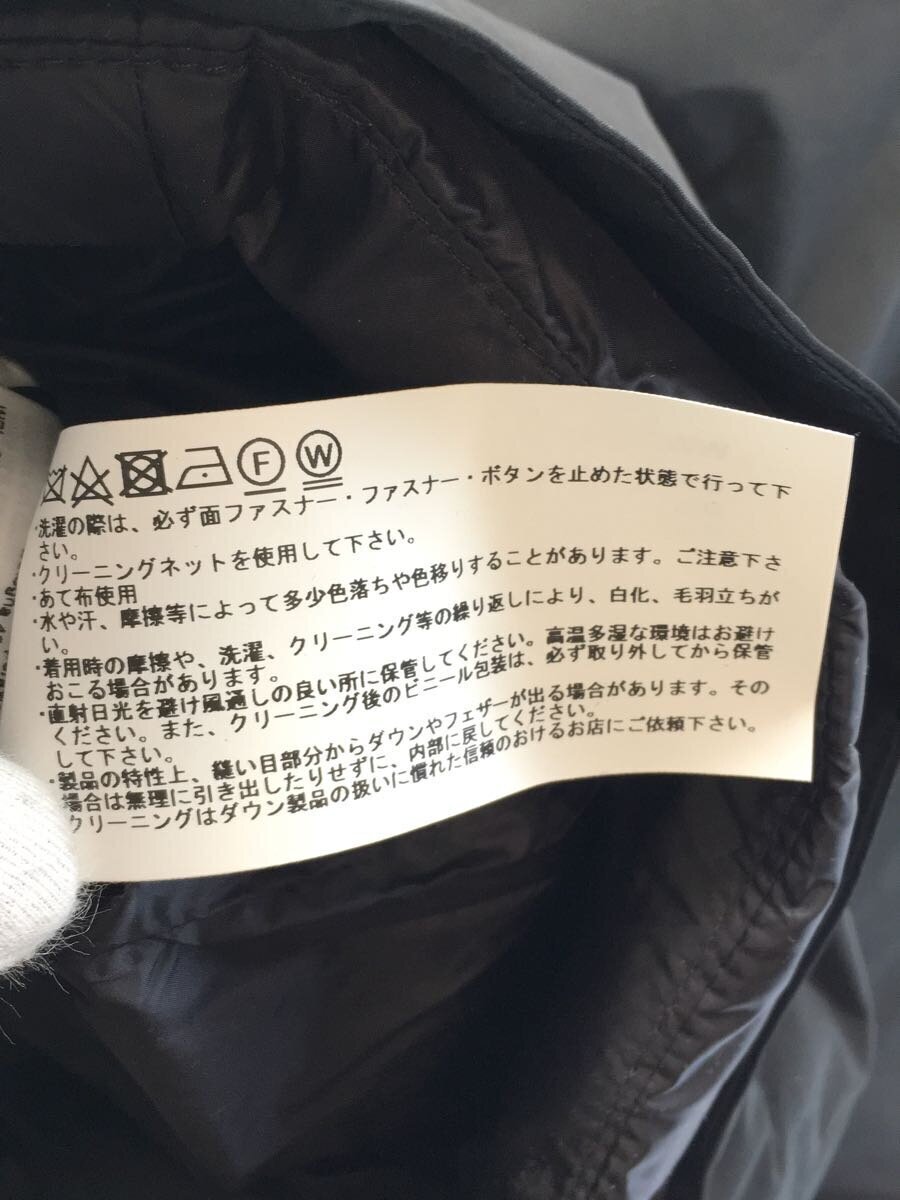 F W
・洗濯の際は、必ず面ファスナー・ファスナー・ボタンを止めた状態で行って下
さい。
・クリーニングネットを使用して下さい。
・あて布使用
・水や汗、摩擦等によって多少色落ちや色移りすることがあります。ご注意下さ
い。
・着用時の摩擦や、洗濯、クリーニング等の繰り返しにより、白化、毛羽立ちが
おこる場合があります。
・直射日光を避け風通しの良い所に保管してください。高温多湿な環境はお避け
ください。また、クリーニング後のビニール包装は、必ず取り外してから保管
して下さい。
・製品の特性上、縫い目部分からダウンやフェザーが出る場合があります。その
場合は無理に引き出したりせずに、内部に戻してください。
クリーニングはダウン製品の扱いに慣れた信頼のおけるお店にご依頼下さい。